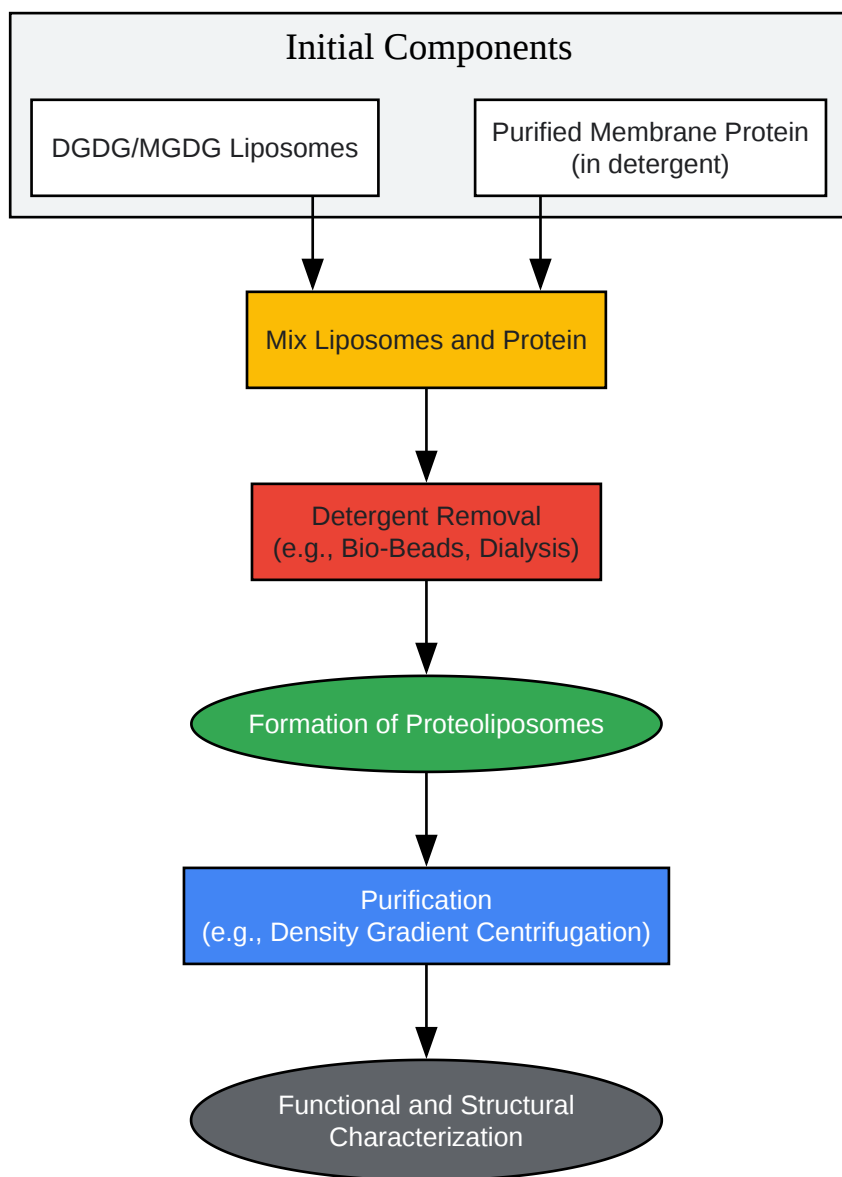 Initial Components
DGDG/MGDG Liposomes
Purified Membrane Protein
(in detergent)
Mix Liposomes and Protein
Detergent Removal
(e.g., Bio-Beads, Dialysis)
Formation of Proteoliposomes
Purification
(e.g., Density Gradient Centrifugation)
Functional and Structural
Characterization